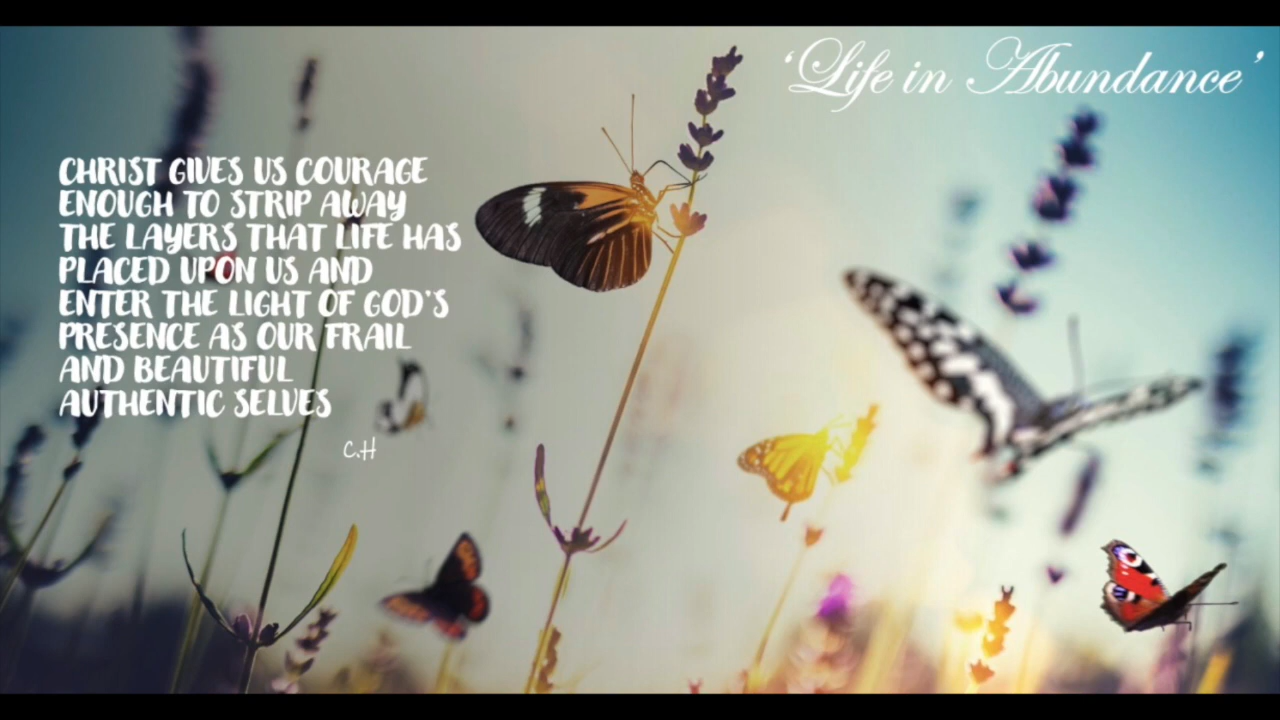 ‘Life in Abundance’
CHRIST GIVES US COURAGE
ENOUGH TO STRIP AWAY
THE LAYERS THAT LIFE HAS
PLACED UPON US AND
ENTER THE LIGHT OF GOD'S
PRESENCE AS OUR FRAIL
AND BEAUTIFUL
AUTHENTIC SELVES
C.H